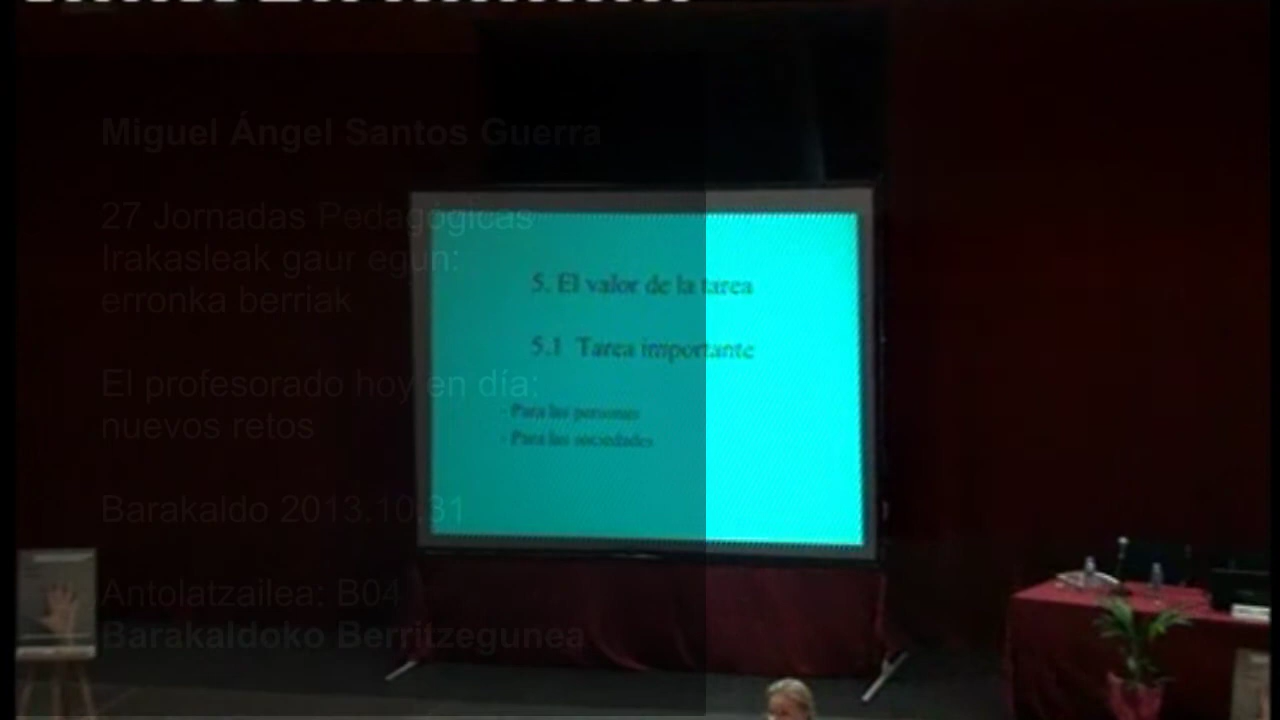 Miguel Ángel Santos Guerra
27 Jornadas Pedagógicas
Irakasleak gaur egun:
erronka berriak
El profesorado hoy en día:
nuevos retos
Barakaldo 2013.10.31
Antolatzailea: B04
Barakaldoko Berritzegunea
5. El valor de la tarea
5.1 Tarea importante
- Para las personas
- Para las sociedades